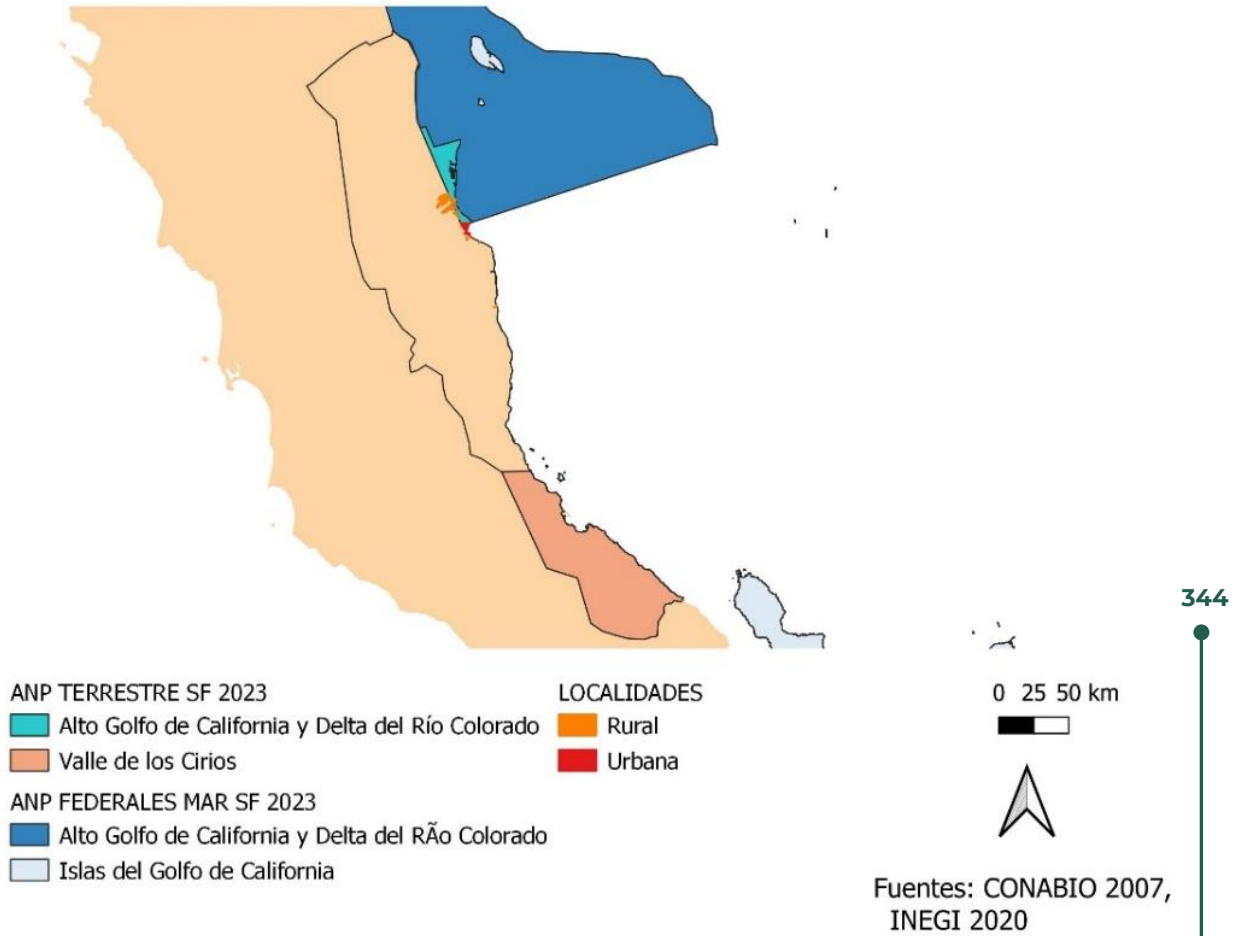 344
ANP TERRESTRE SF 2023
Alto Golfo de California y Delta del Río Colorado
Valle de los Cirios
ANP FEDERALES MAR SF 2023
Alto Golfo de California y Delta del RÃo Colorado
Islas del Golfo de California
LOCALIDADES
Rural
Urbana
0 25 50 km
Fuentes: CONABIO 2007,
INEGI 2020